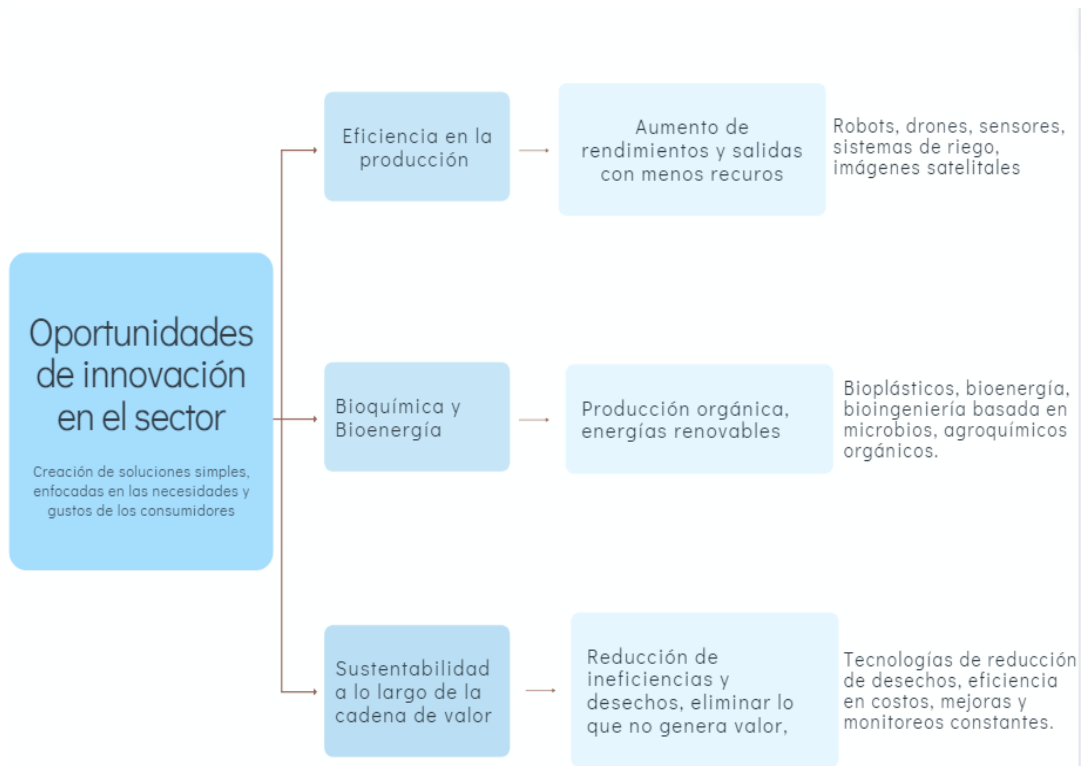 Oportunidades
de innovación
en el sector
Creación de soluciones simples,
enfocadas en las necesidades y
gustos de los consumidores
Eficiencia en la
producción
Aumento de
rendimientos y salidas
con menos recuros
Robots, drones, sensores,
sistemas de riego,
imágenes satelitales
Bioquímica y
Bioenergía
Producción orgánica,
energías renovables
Bioplásticos, bioenergía,
bioingeniería basada en
microbios, agroquímicos
orgánicos.
Sustentabilidad
a lo largo de la
cadena de valor
Reducción de
ineficiencias y
desechos, eliminar lo
que no genera valor,
Tecnologías de reducción
de desechos, eficiencia
en costos, mejoras y
monitoreos constantes.